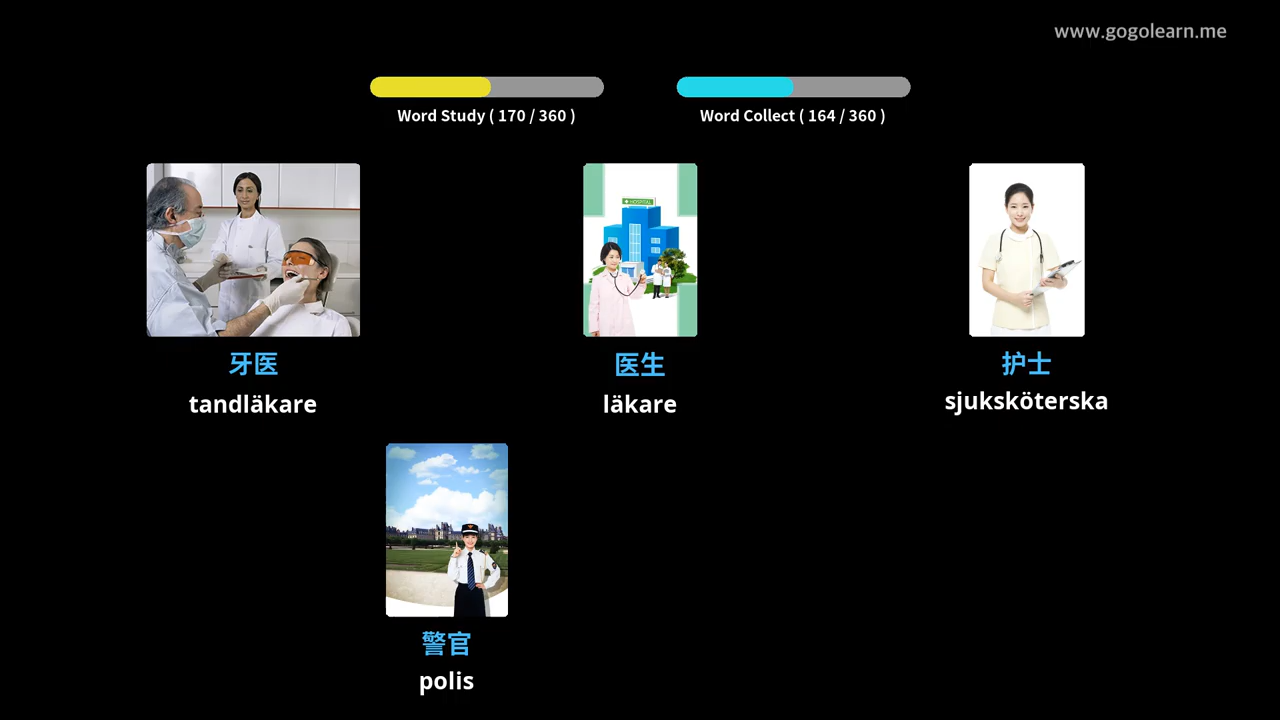 www.gogolearn.me
Word Study ( 170 / 360 )
Word Collect ( 164 / 360 )
HOSPITAL
牙医
tandläkare
医生
läkare
护士
sjuksköterska
警官
polis